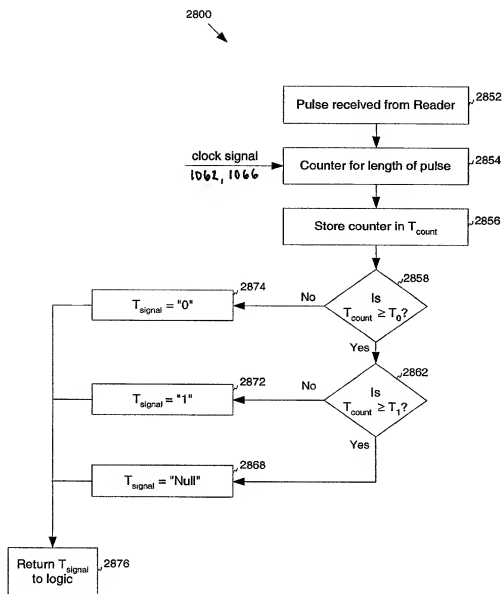 2800
Pulse received from Reader
2852
clock signal
1062, 1066
Counter for length of pulse
2854
Store counter in Tcount
2856
2858
Is
Tcount ≥ T0?
No
Yes
2874
Tsignal = "0"
2862
Is
Tcount ≥ T1?
No
Yes
2872
Tsignal = "1"
2868
Tsignal = "Null"
Return Tsignal
to logic
2876